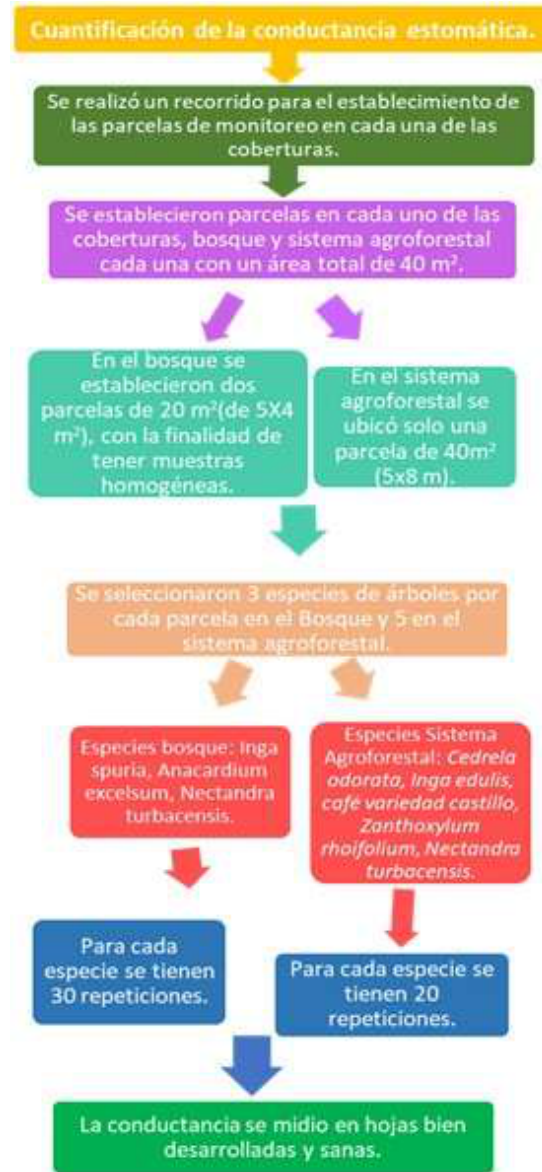 Cuantificación de la conductancia estomática.
Se realizó un recorrido para el establecimiento de
las parcelas de monitoreo en cada una de las
coberturas.
Se establecieron parcelas en cada uno de las
coberturas, bosque y sistema agroforestal
cada una con un área total de 40 m².
En el bosque se
establecieron dos
parcelas de 20 m²(de 5X4
m²), con la finalidad de
tener muestras
homogéneas.
En el sistema
agroforestal se
ubicó solo una
parcela de 40m²
(5x8 m).
Se seleccionaron 3 especies de árboles por
cada parcela en el Bosque y 5 en el
sistema agroforestal.
Especies bosque: Inga
spuria, Anacardium
excelsum, Nectandra
turbacensis.
Especies Sistema
Agroforestal: Cedrela
odorata, Inga edulis,
café variedad castillo,
Zanthoxylum
rhoifolium, Nectandra
turbacensis.
Para cada
especie se tienen
30 repeticiones.
Para cada especie se
tienen 20
repeticiones.
La conductancia se midio en hojas bien
desarrolladas y sanas.